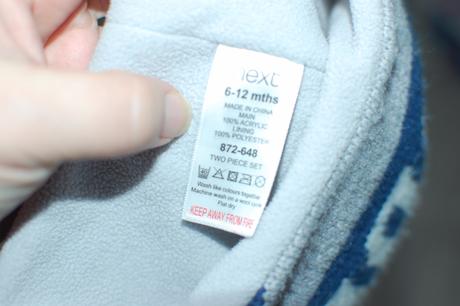 next
6-12 mths
MADE IN CHINA
MAIN
100% ACRYLIC
LINING
100% POLYESTER
872-648
TWO PIECE SET
Wash like colours together
Machine wash on a wool cycle
Flat dry
KEEP AWAY FROM FIRE